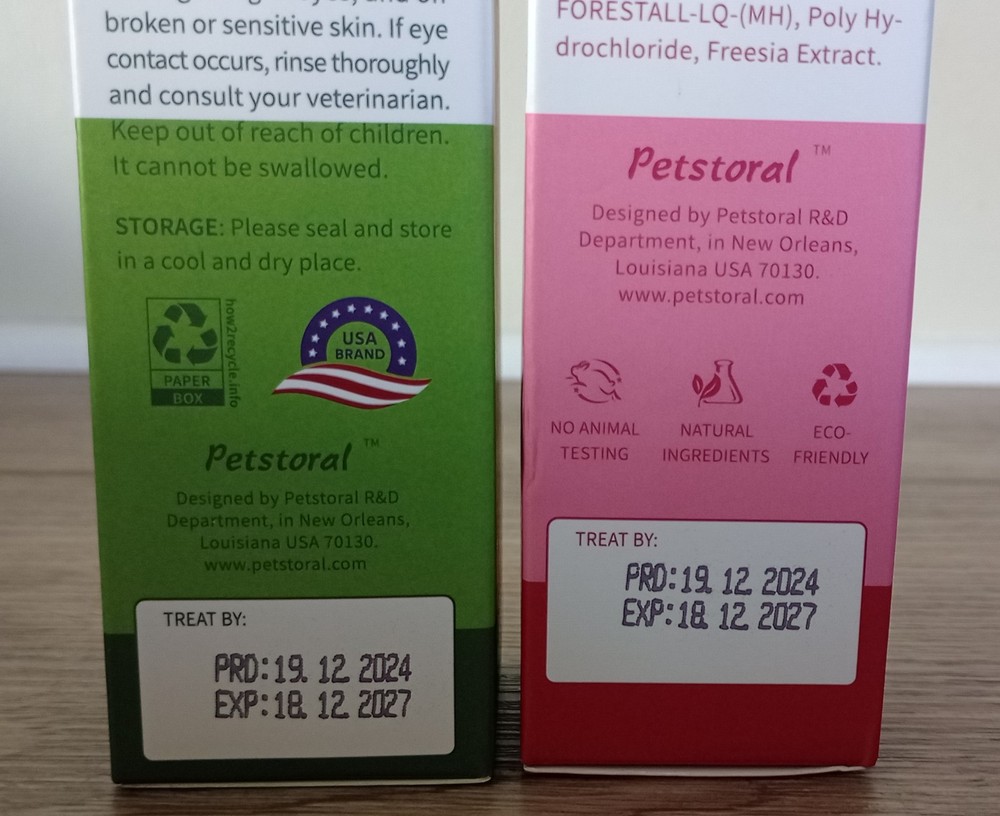 broken or sensitive skin. If eye
contact occurs, rinse thoroughly
and consult your veterinarian.
Keep out of reach of children.
It cannot be swallowed.
STORAGE: Please seal and store
in a cool and dry place.
how2recycle.info
PAPER
BOX
USA
BRAND
Petstoral ™
Designed by Petstoral R&D
Department, in New Orleans,
Louisiana USA 70130.
www.petstoral.com
TREAT BY:
PRD:19. 12. 2024
EXP:18. 12. 2027
FORESTALL-LQ-(MH), Poly Hy-
drochloride, Freesia Extract.
Petstoral ™
Designed by Petstoral R&D
Department, in New Orleans,
Louisiana USA 70130.
www.petstoral.com
NO ANIMAL
TESTING
NATURAL
INGREDIENTS
ECO-
FRIENDLY
TREAT BY:
PRD:19. 12. 2024
EXP:18. 12. 2027